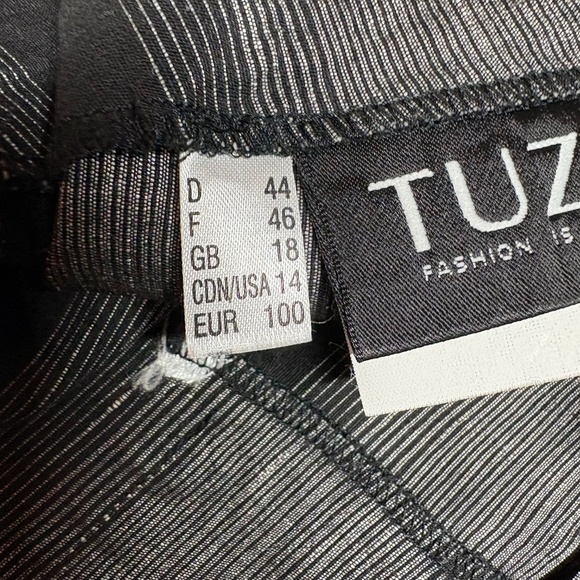 D 44
F 46
GB 18
CDN/USA 14
EUR 100
TUZ
FASHION IS